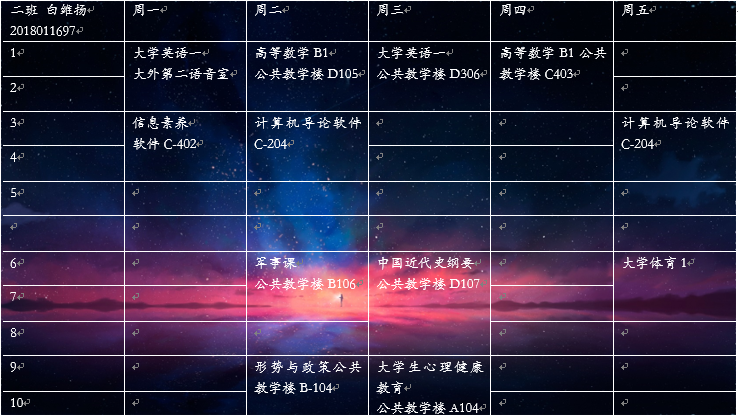 二班 白雉扬 周一 周二 周三 周四 周五
2018011697
1 大学英语一 高等数学 B1 大学英语一 高等数学 B1 公共
大外第二语音室 公共教学楼 D105 公共教学楼 D306 教学楼 C403
2
3 信息素养 计算机导论软件 计算机导论软件
软件 C-402 C-204 C-204
4
5
6 军事课 中国近代史纲要 大学体育 1
公共教学楼 B106 公共教学楼 D107
7
8
9 形势与政策公共 大学生心理健康
教学楼 B-104 教育
10 公共教学楼 A104